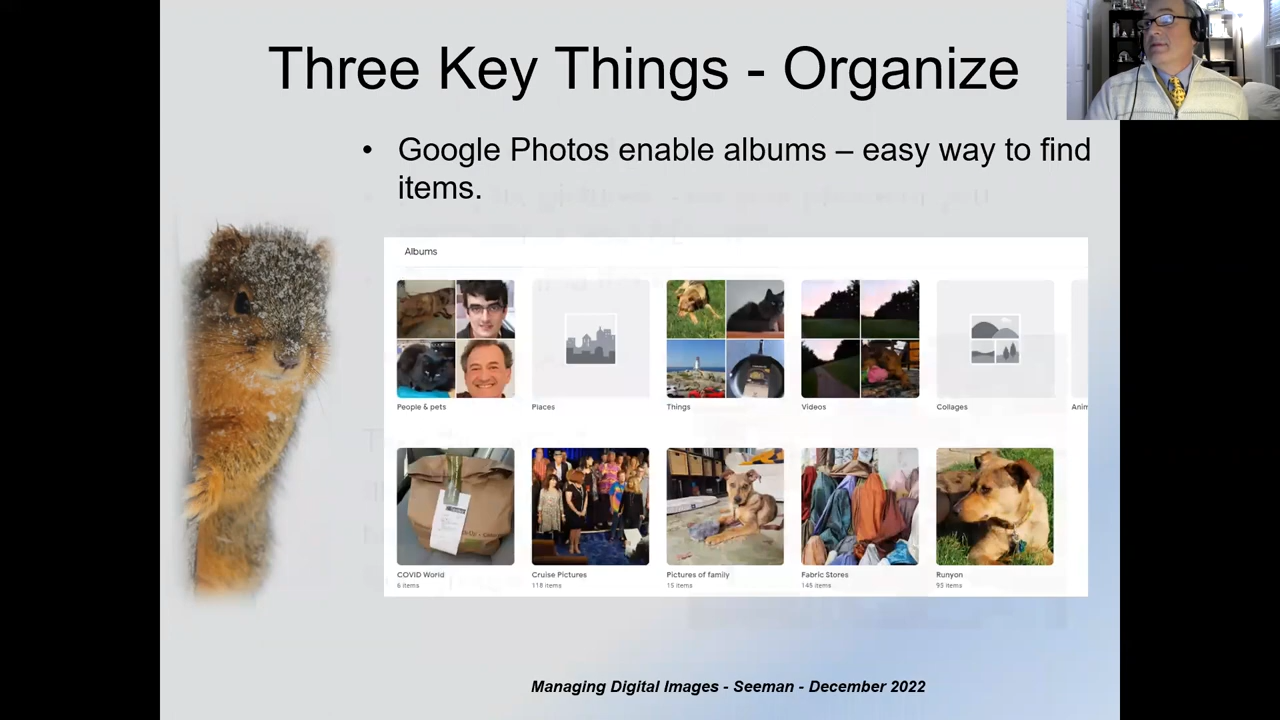 Three Key Things - Organize
• Google Photos enable albums – easy way to find
items.
Albums
People & pets
Places
Things
Videos
Collages
Anim
COVID World
6 items
Cruise Pictures
118 items
Pictures of family
15 items
Fabric Stores
145 items
Runyon
93 items
Managing Digital Images - Seeman - December 2022